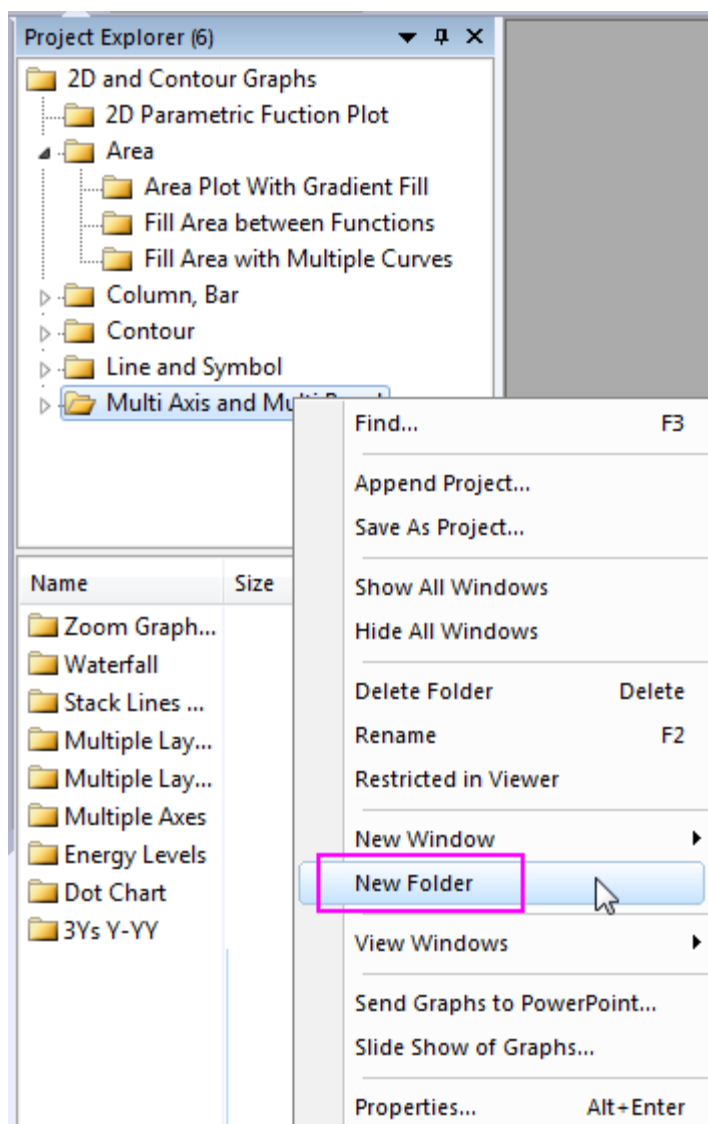 Project Explorer (6)
2D and Contour Graphs
2D Parametric Fuction Plot
Area
Area Plot With Gradient Fill
Fill Area between Functions
Fill Area with Multiple Curves
Column, Bar
Contour
Line and Symbol
Multi Axis and Multi
Find... F3
Append Project...
Save As Project...
Show All Windows
Hide All Windows
Delete Folder Delete
Rename F2
Restricted in Viewer
New Window
New Folder
View Windows
Send Graphs to PowerPoint...
Slide Show of Graphs...
Properties... Alt+Enter
Name Size
Zoom Graph...
Waterfall
Stack Lines ...
Multiple Lay...
Multiple Lay...
Multiple Axes
Energy Levels
Dot Chart
3Ys Y-YY